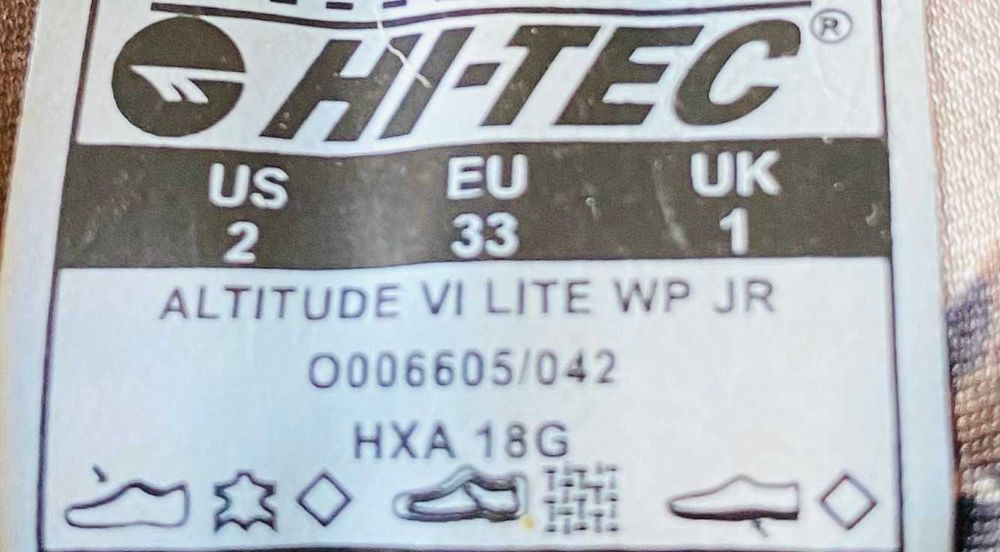 HI-TEC®
US EU UK
2 33 1
ALTITUDE VI LITE WP JR
O006605/042
HXA 18G